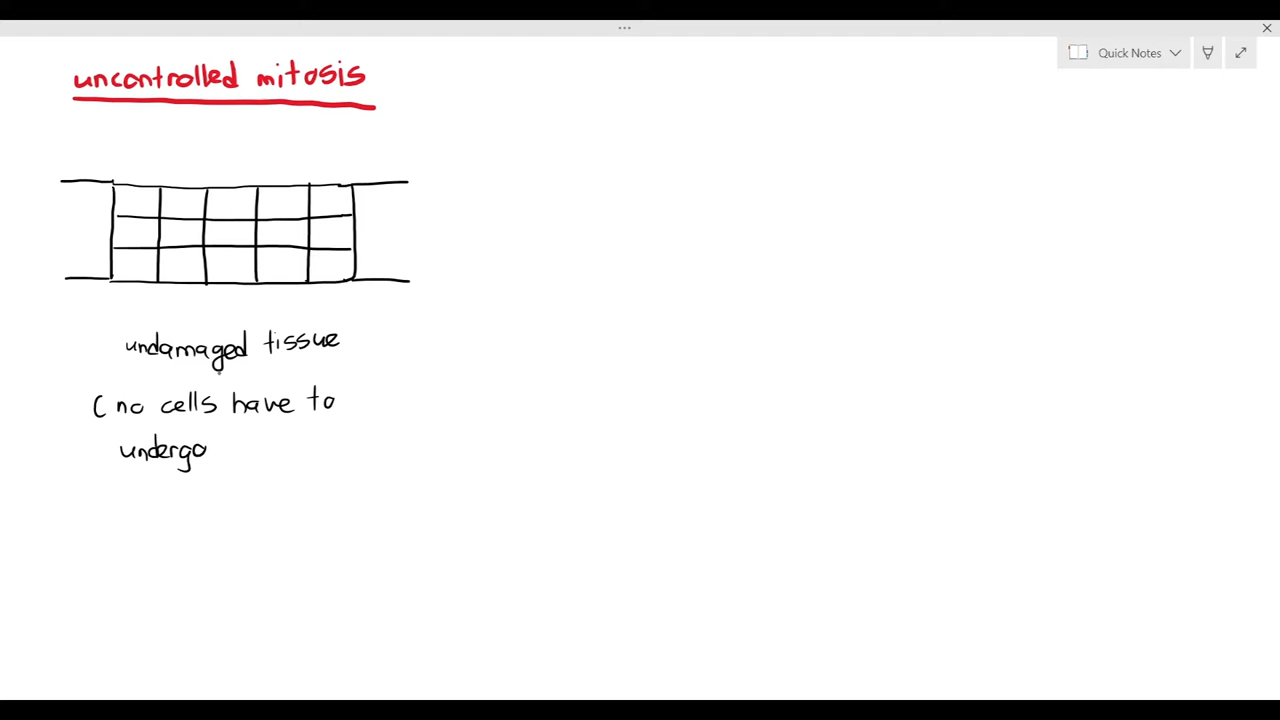 Quick Notes
uncontrolled mitosis
undamaged tissue
( no cells have to
undergo